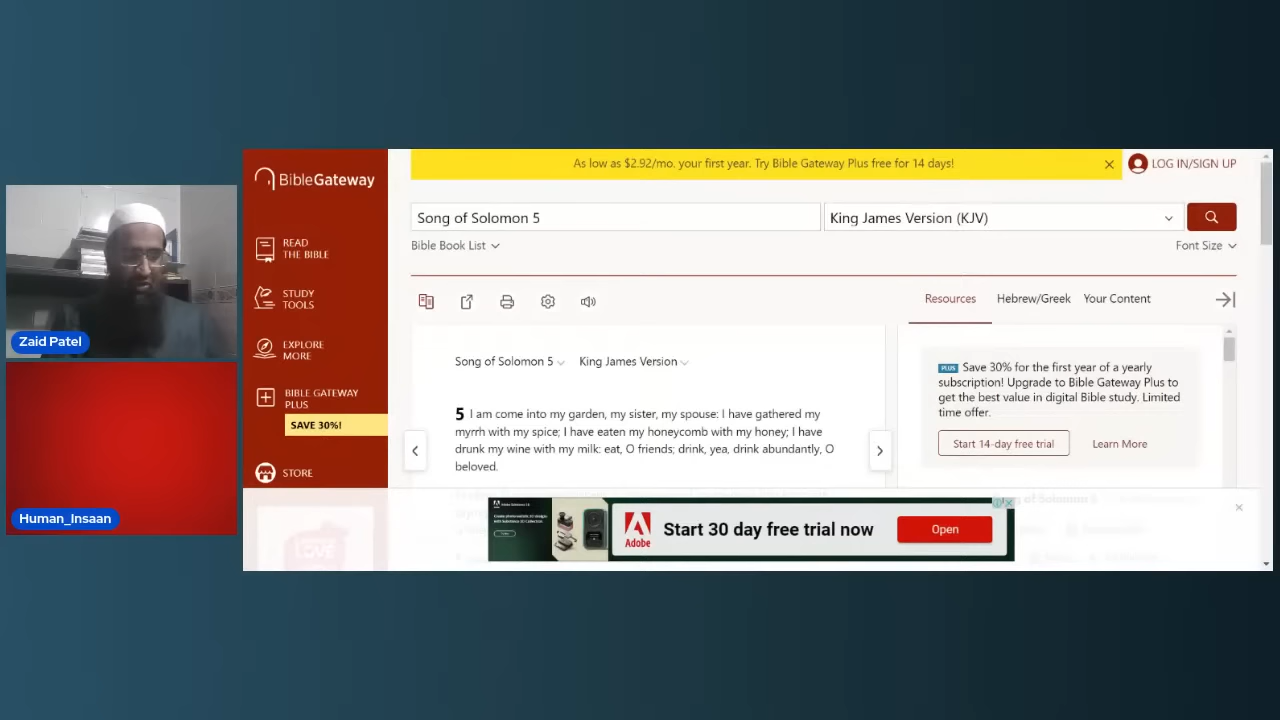 Zaid Patel
Human_Insaan
BibleGateway
READ
THE BIBLE
STUDY
TOOLS
EXPLORE
MORE
BIBLE GATEWAY
PLUS
SAVE 30%!
STORE
As low as $2.92/mo. your first year. Try Bible Gateway Plus free for 14 days!
LOG IN/SIGN UP
Song of Solomon 5
King James Version (KJV)
Bible Book List
Font Size
Resources
Hebrew/Greek
Your Content
Song of Solomon 5
King James Version
5 I am come into my garden, my sister, my spouse: I have gathered my
myrrh with my spice; I have eaten my honeycomb with my honey; I have
drunk my wine with my milk: eat, O friends; drink, yea, drink abundantly, O
beloved.
PLUS Save 30% for the first year of a yearly
subscription! Upgrade to Bible Gateway Plus to
get the best value in digital Bible study. Limited
time offer.
Start 14-day free trial
Learn More
LOVE
Adobe
Start 30 day free trial now
Open